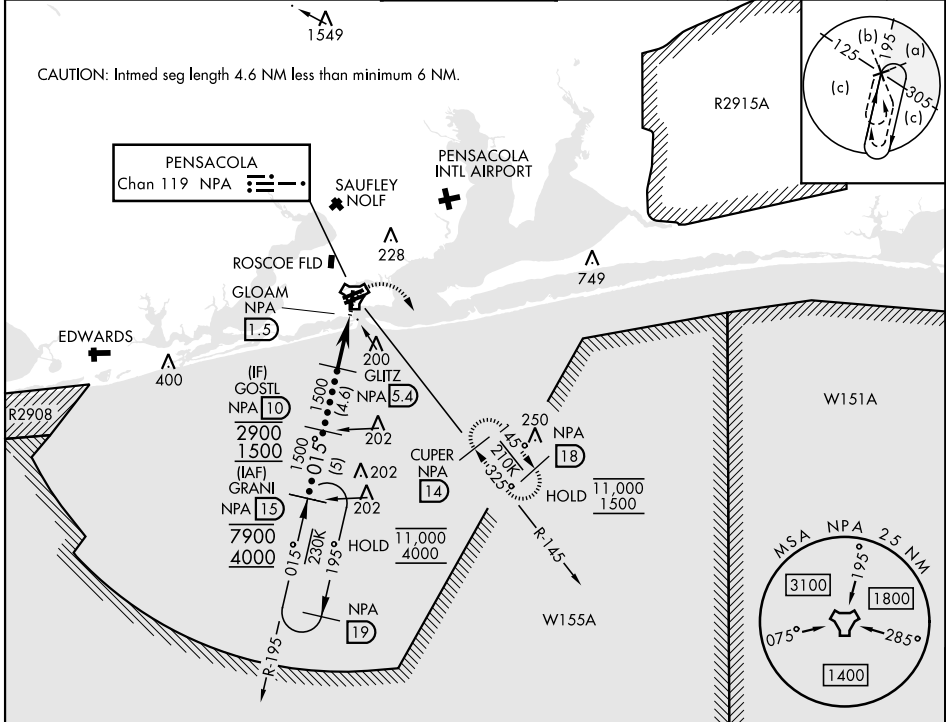 1549
CAUTION: Intmed seg length 4.6 NM less than minimum 6 NM.
R2915A
(b)
195
(a)
125
(c)
305
(c)
PENSACOLA
Chan 119 NPA
SAUFLEY
NOLF
PENSACOLA
INTL AIRPORT
228
ROSCOE FLD
749
GLOAM
NPA
1.5
EDWARDS
400
200
GLITZ
NPA 5.4
(IF)
GOSTL
NPA 10
2900
1500
1500
(4.6)
202
R2908
W151A
250
NPA
18
145°
210K
325°
CUPER
NPA
14
HOLD 11,000
1500
1500
015°
(5)
202
202
(IAF)
GRANI
NPA 15
7900
4000
HOLD 11,000
4000
015°
230K
195°
NPA
19
R-195
R-145
W155A
MSA NPA 25 NM
195°
3100
1800
075°
285°
1400